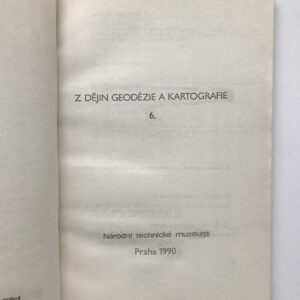 Z DĚJIN GEODÉZIE A KARTOGRAFIE
6.
Národní technické muzeum
Praha 1990